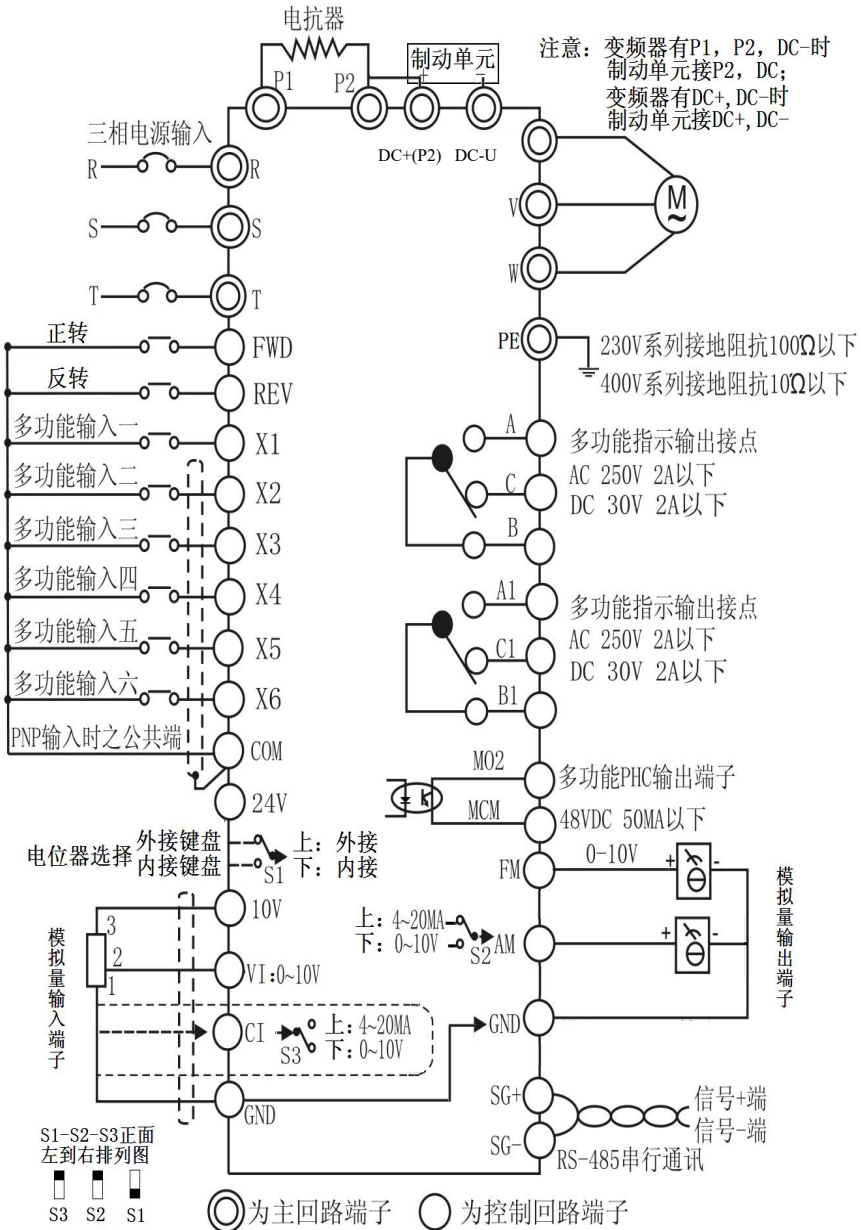 电抗器
P1
P2
制动单元
+
-
注意：变频器有P1，P2，DC-时
制动单元接P2，DC；
变频器有DC+,DC-时
制动单元接DC+,DC-
DC+(P2)
DC-U
三相电源输入
R
R
S
S
T
T
V
W
M
~
PE
230V系列接地阻抗100Ω以下
400V系列接地阻抗10Ω以下
正转
FWD
反转
REV
多功能输入一
X1
多功能输入二
X2
多功能输入三
X3
多功能输入四
X4
多功能输入五
X5
多功能输入六
X6
PNP输入时之公共端
COM
24V
A
C
B
多功能指示输出接点
AC 250V 2A以下
DC 30V 2A以下
A1
C1
B1
多功能指示输出接点
AC 250V 2A以下
DC 30V 2A以下
MO2
MCM
多功能PHC输出端子
48VDC 50MA以下
电位器选择
外接键盘
内接键盘
S1
上：外接
下：内接
FM
0-10V
+
-
上：4~20MA
下：0~10V
S2
AM
+
-
模拟量输出端子
模拟量输入端子
3
2
1
10V
VI:0~10V
CI
S3
上：4~20MA
下：0~10V
GND
GND
SG+
SG-
信号+端
信号-端
RS-485串行通讯
S1-S2-S3正面
左到右排列图
S3
S2
S1
为主回路端子
为控制回路端子